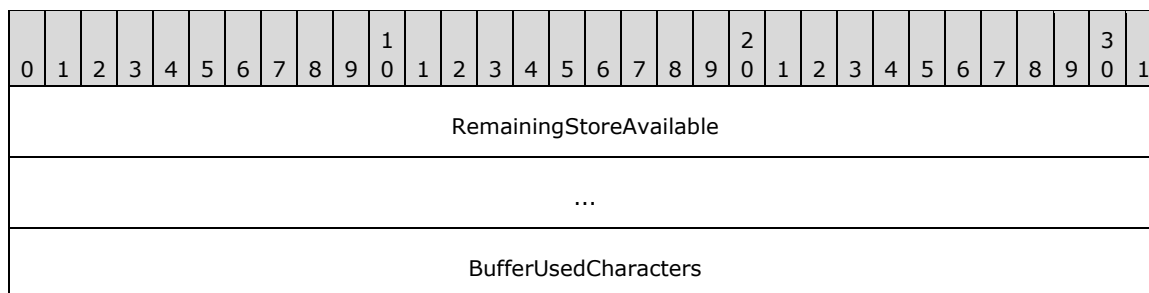 1 2 3
0 1 2 3 4 5 6 7 8 9 0 1 2 3 4 5 6 7 8 9 0 1 2 3 4 5 6 7 8 9 0 1
RemainingStoreAvailable
...
BufferUsedCharacters